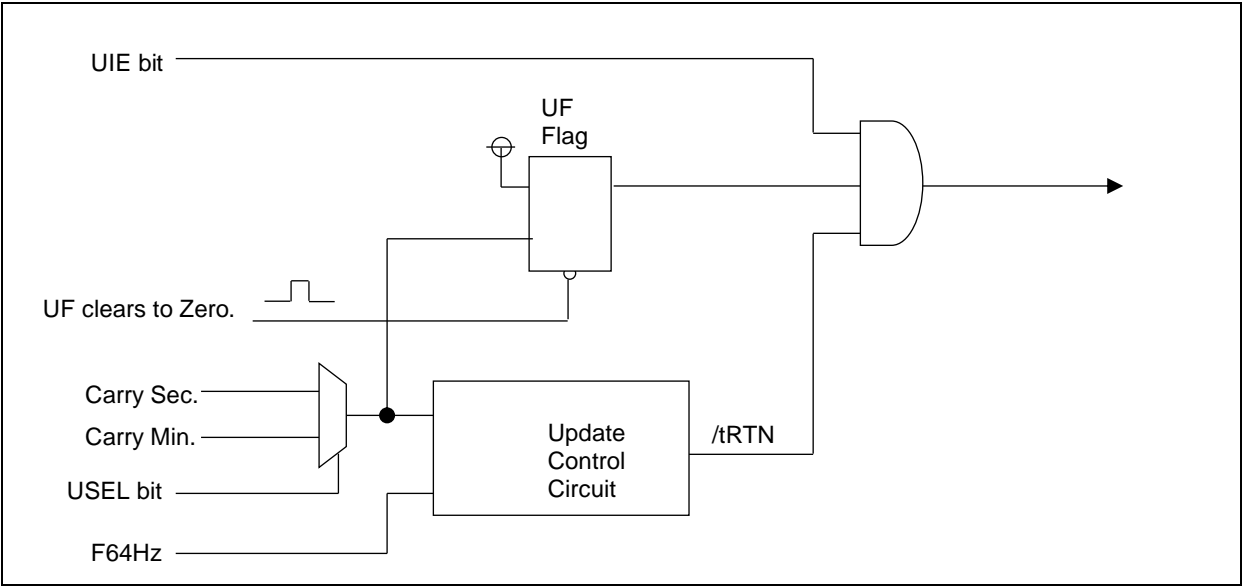 UIE bit
UF
Flag
UF clears to Zero.
Carry Sec.
Carry Min.
USEL bit
F64Hz
Update
Control
Circuit
/tRTN